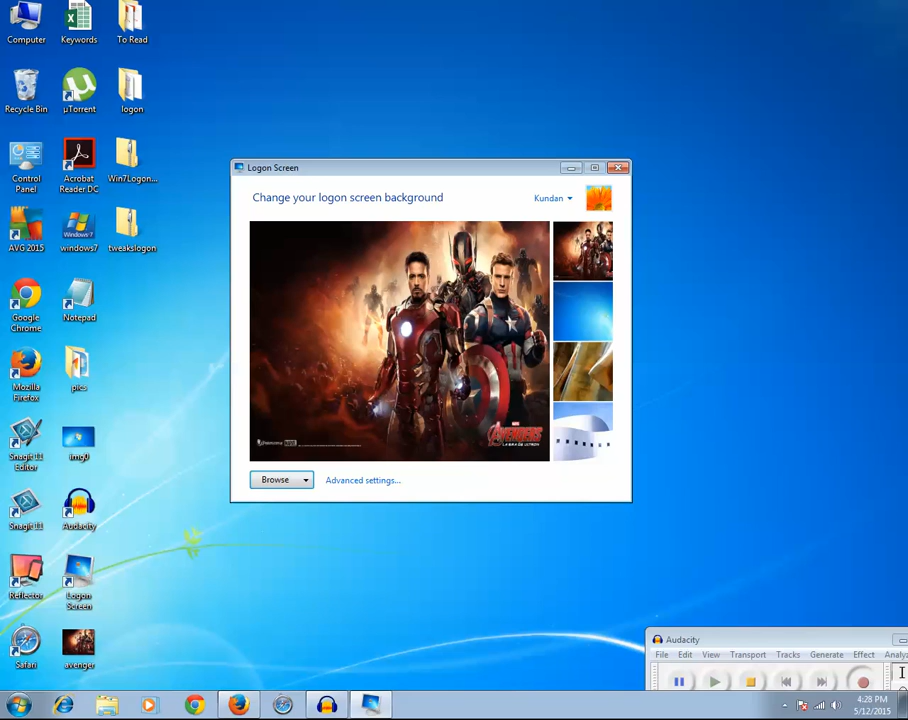 Computer
Keywords
To Read
Recycle Bin
µTorrent
logon
Control
Panel
Acrobat
Reader DC
Win7Logon...
AVG 2015
windows7
tweakslogon
Google
Chrome
Notepad
Mozilla
Firefox
pics
Snagit 11
Editor
img0
Snagit 11
Audacity
Reflector
Logon
Screen
Safari
avenger
Logon Screen
Change your logon screen background
Kundan
MARVEL
AVENGERS
Browse
Advanced settings...
Audacity
File Edit View Transport Tracks Generate Effect Analy
4:28 PM
5/12/2015